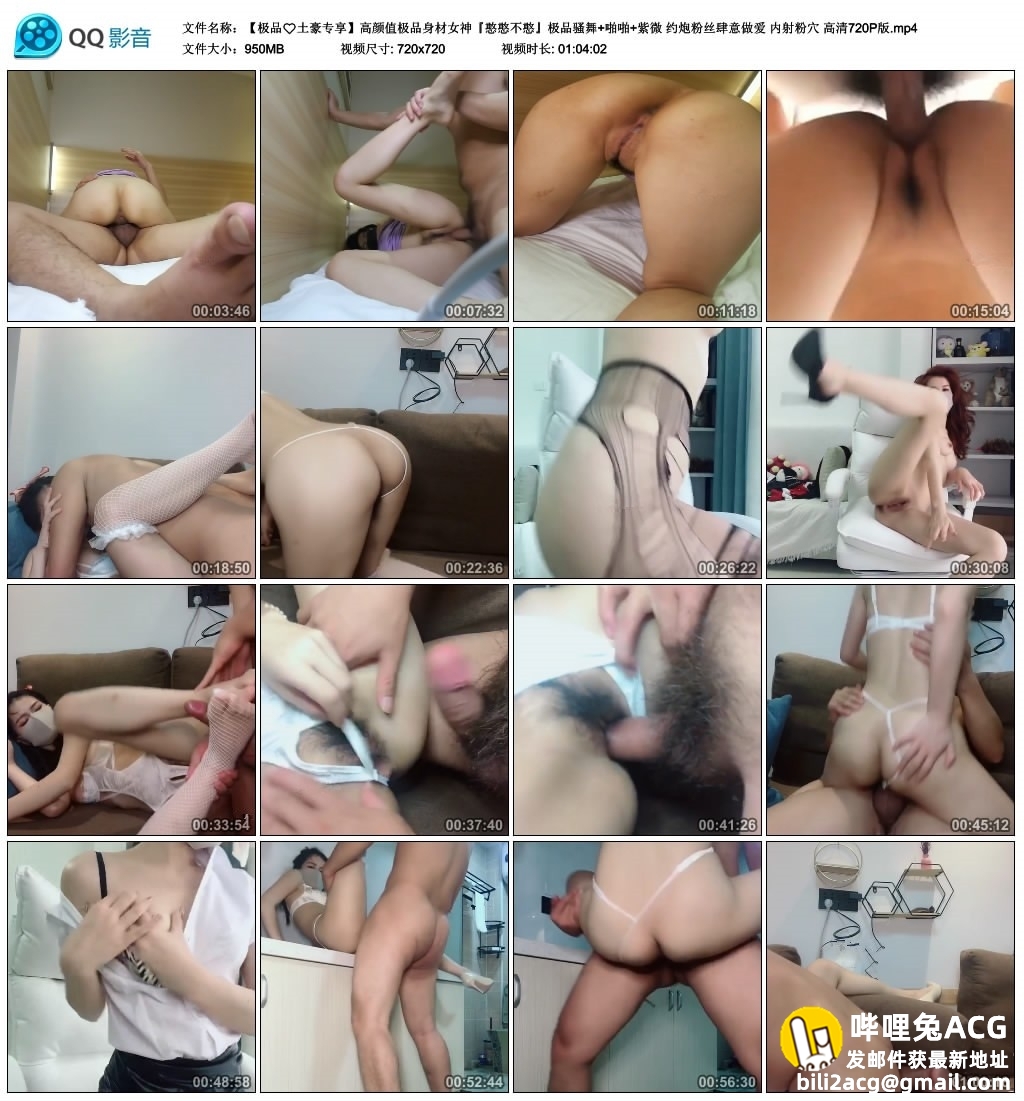 QQ 影音
文件名称: 【极品♡土豪专享】高颜值极品身材女神『憨憨不憨』极品骚舞+啪啪+紫微 约炮粉丝肆意做爱 内射粉穴 高清720P版.mp4
文件大小: 950MB 视频尺寸: 720x720 视频时长: 01:04:02
00:03:46
00:07:32
00:11:18
00:15:04
00:18:50
00:22:36
00:26:22
00:30:08
00:33:54
00:37:40
00:41:26
00:45:12
00:48:58
00:52:44
00:56:30
哔哩兔ACG
发邮件获最新地址
bili2acg@gmail.com